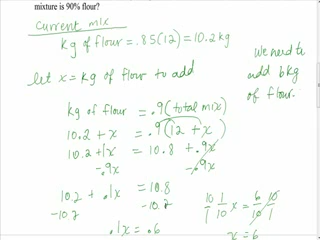 mixture is 90% flour?
current mix
kg of flour = .85(12) = 10.2 kg
let x = kg of flour to add
We need to
add 6kg
of flour.
kg of flour = .9(total mix)
10.2 + x = .9(12 + x)
10.2 + 1x = 10.8 + .9x
-.9x -.9x
10.2 + .1x = 10.8
-10.2 -10.2
.1x = .6
10/1 1/10 x = 6/10 10/1
x = 6